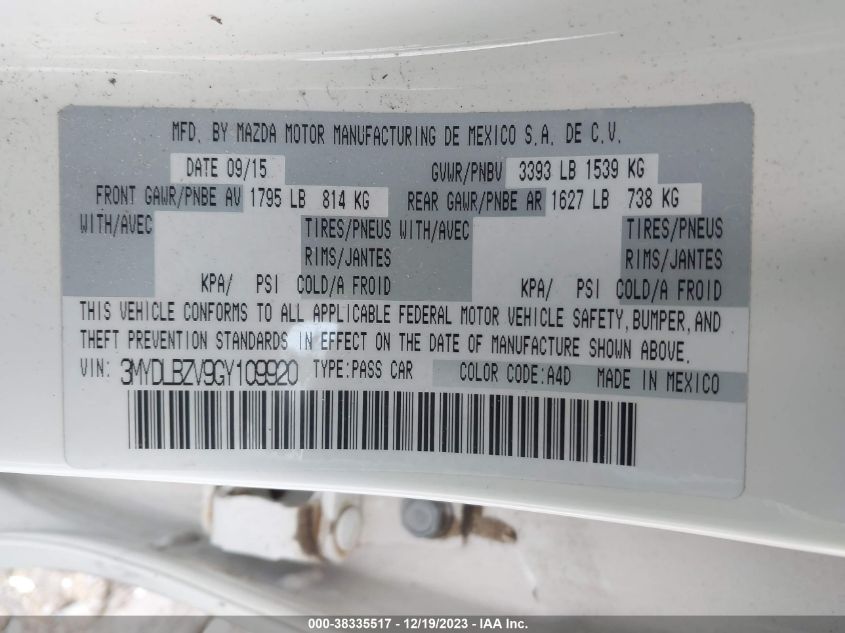 MFD. BY MAZDA MOTOR MANUFACTURING DE MEXICO S.A. DE C.V.
DATE 09/15 GVWR/PNBV 3393 LB 1539 KG
FRONT GAWR/PNBE AV 1795 LB 814 KG REAR GAWR/PNBE AR 1627 LB 738 KG
WITH/AVEC TIRES/PNEUS WITH/AVEC TIRES/PNEUS
RIMS/JANTES RIMS/JANTES
KPA/ PSI COLD/A FROID KPA/ PSI COLD/A FROID
THIS VEHICLE CONFORMS TO ALL APPLICABLE FEDERAL MOTOR VEHICLE SAFETY, BUMPER, AND
THEFT PREVENTION STANDARDS IN EFFECT ON THE DATE OF MANUFACTURE SHOWN ABOVE.
VIN: 3MYDLBZV9GY109920 TYPE:PASS CAR COLOR CODE:A4D MADE IN MEXICO
000-38335517 - 12/19/2023 - IAA Inc.